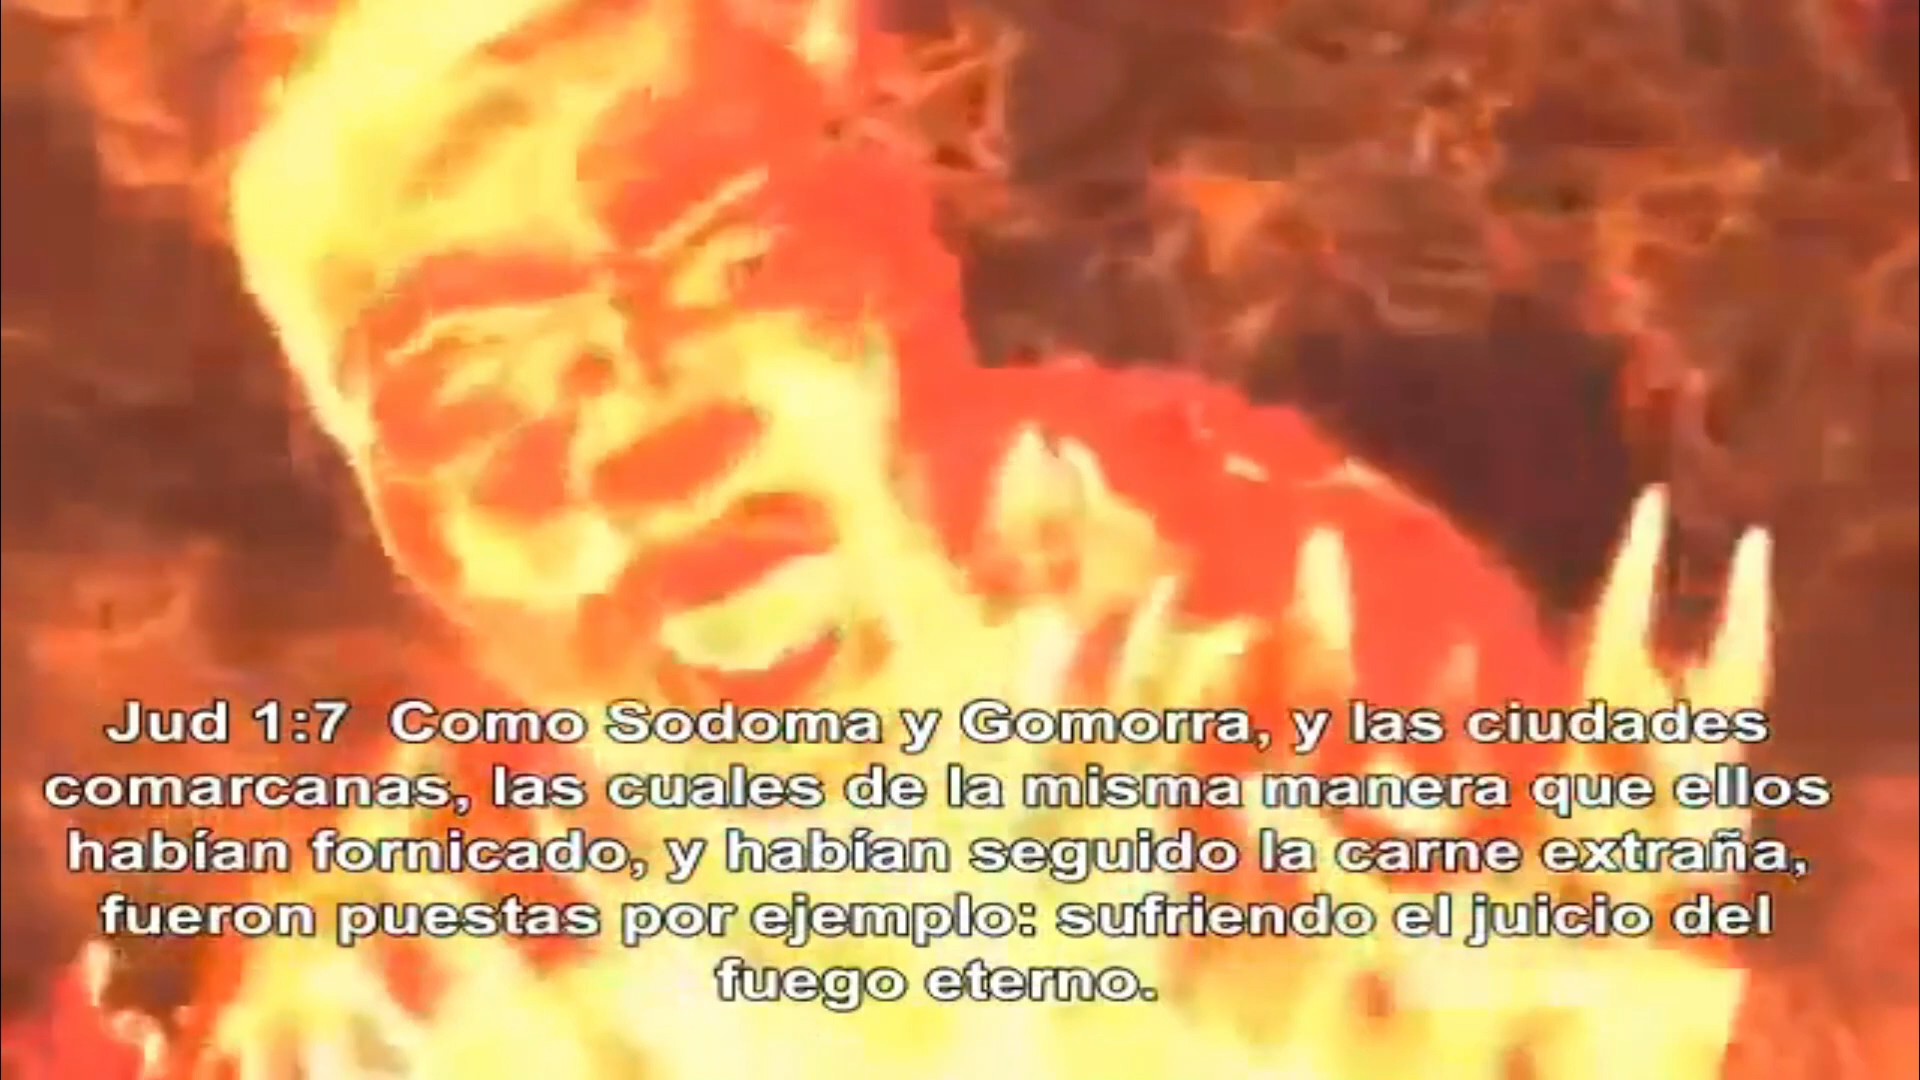 Jud 1:7  Como Sodoma y Gomorra, y las ciudades
comarcanas, las cuales de la misma manera que ellos
habían fornicado, y habían seguido la carne extraña,
fueron puestas por ejemplo: sufriendo el juicio del
fuego eterno.